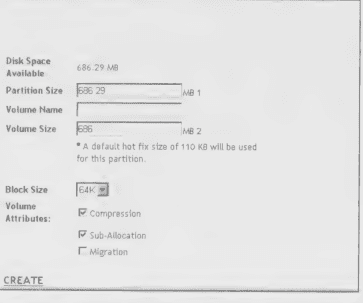 Disk Space Available 686.29 MB
Partition Size 686.29 MB 1
Volume Name
Volume Size 686 MB 2
* A default hot fix size of 110 KB will be used
for this partition.
Block Size 64K
Volume Attributes:
Compression
Sub-Allocation
Migration
CREATE